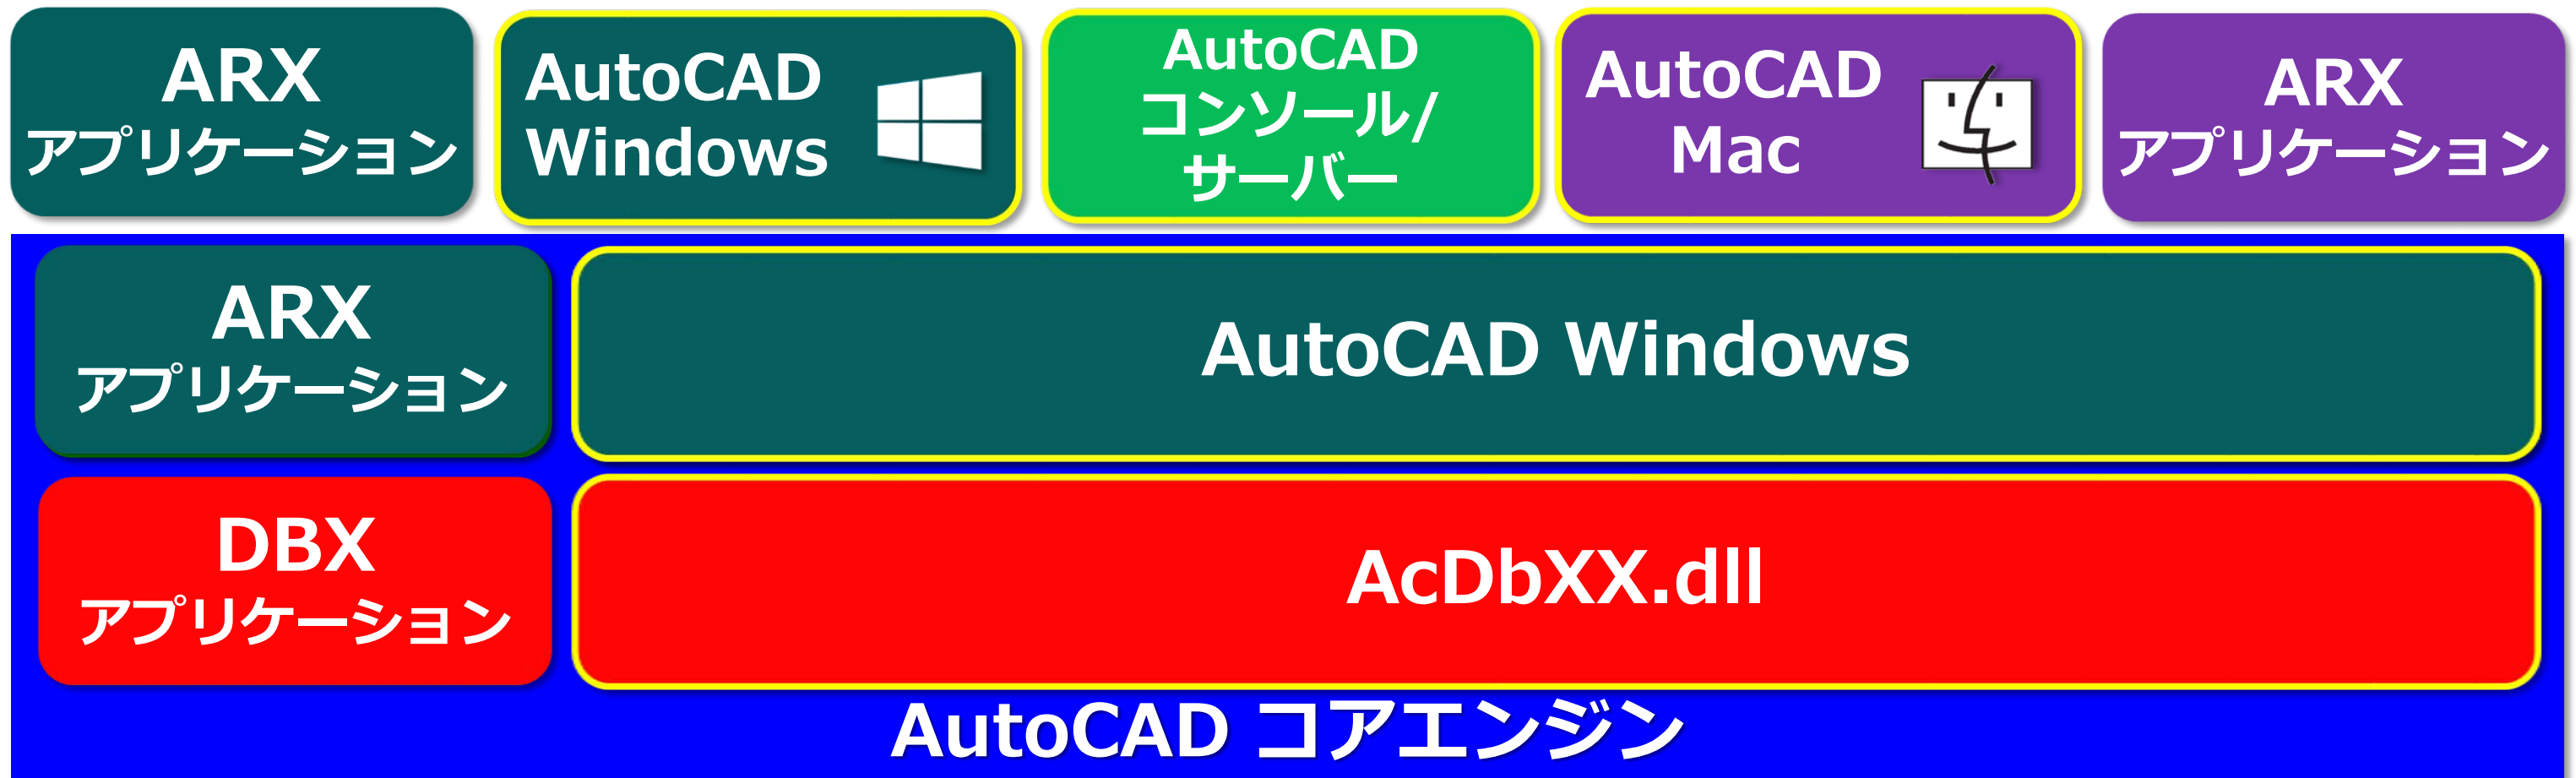 ARX
アプリケーション
AutoCAD
Windows
AutoCAD
コンソール/
サーバー
AutoCAD
Mac
ARX
アプリケーション
ARX
アプリケーション
AutoCAD Windows
DBX
アプリケーション
AcDbXX.dll
AutoCAD コアエンジン